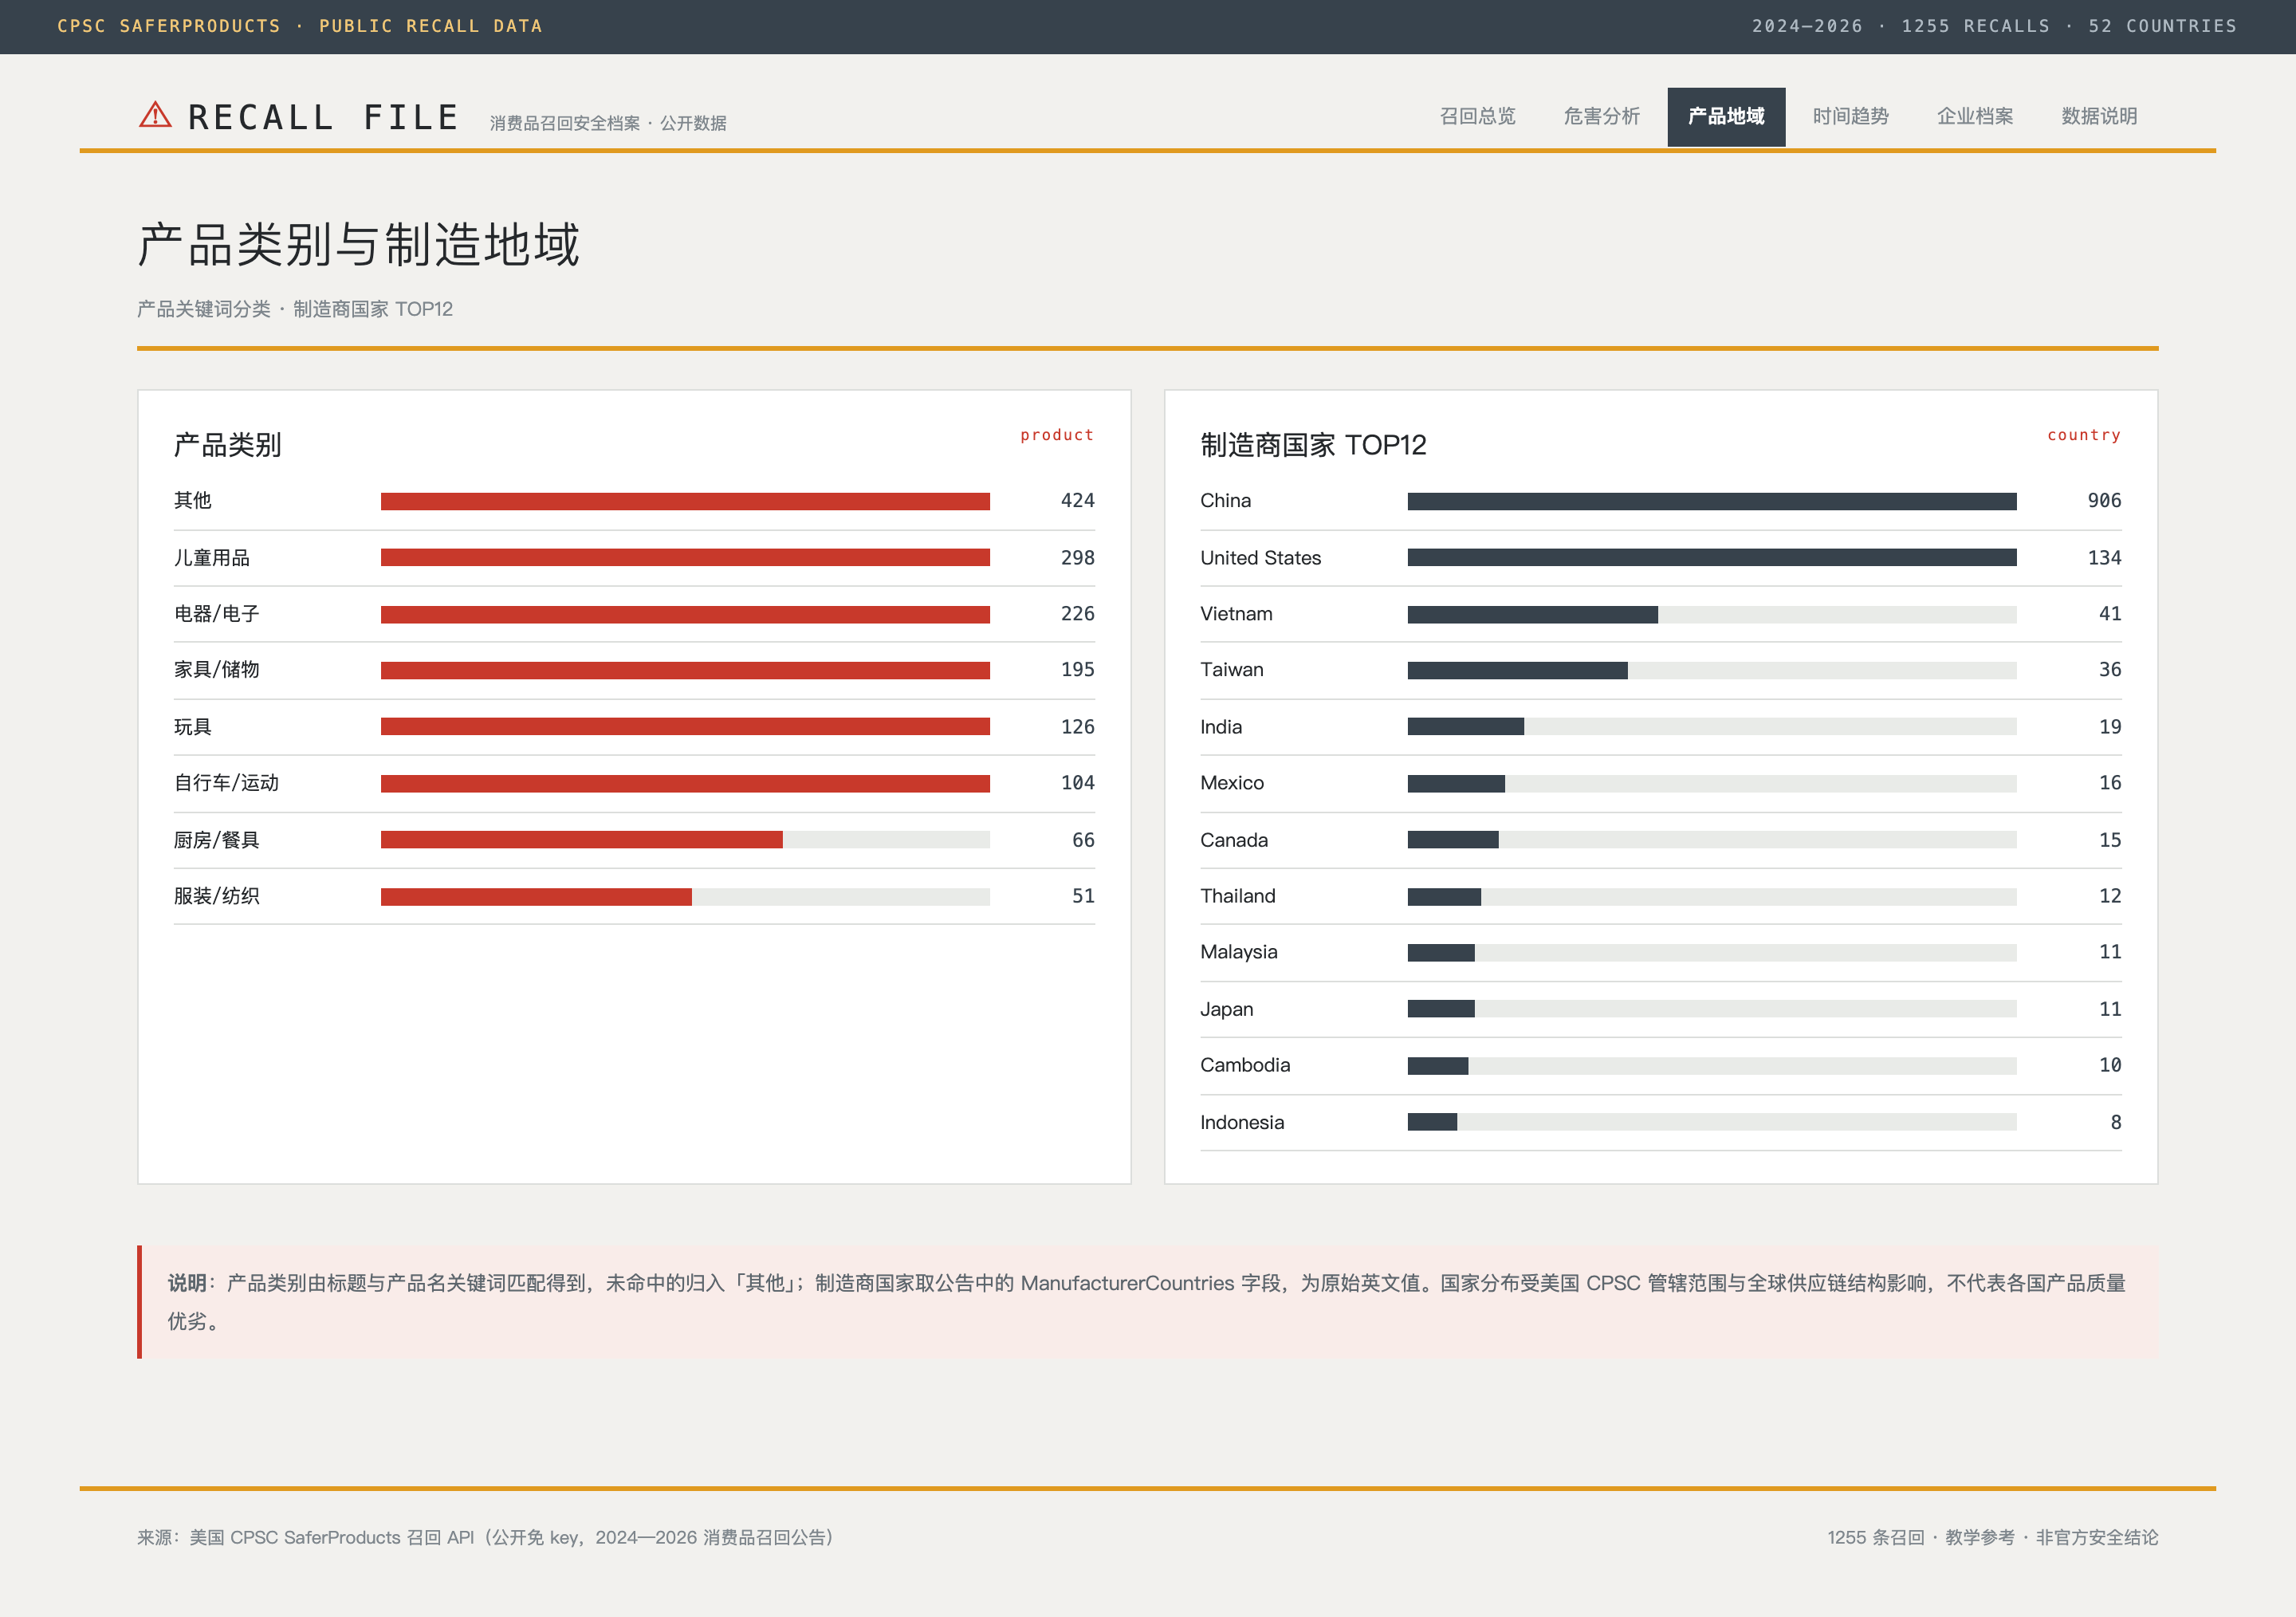 CPSC SAFERPRODUCTS · PUBLIC RECALL DATA
2024—2026 · 1255 RECALLS · 52 COUNTRIES
RECALL FILE
消费品召回安全档案 · 公开数据
召回总览
危害分析
产品地域
时间趋势
企业档案
数据说明
产品类别与制造地域
产品关键词分类 · 制造商国家 TOP12
产品类别
product
其他 424
儿童用品 298
电器/电子 226
家具/储物 195
玩具 126
自行车/运动 104
厨房/餐具 66
服装/纺织 51
制造商国家 TOP12
country
China 906
United States 134
Vietnam 41
Taiwan 36
India 19
Mexico 16
Canada 15
Thailand 12
Malaysia 11
Japan 11
Cambodia 10
Indonesia 8
说明：产品类别由标题与产品名关键词匹配得到，未命中的归入「其他」；制造商国家取公告中的 ManufacturerCountries 字段，为原始英文值。国家分布受美国 CPSC 管辖范围与全球供应链结构影响，不代表各国产品质量
优劣。
来源：美国 CPSC SaferProducts 召回 API（公开免 key，2024—2026 消费品召回公告）
1255 条召回 · 教学参考 · 非官方安全结论